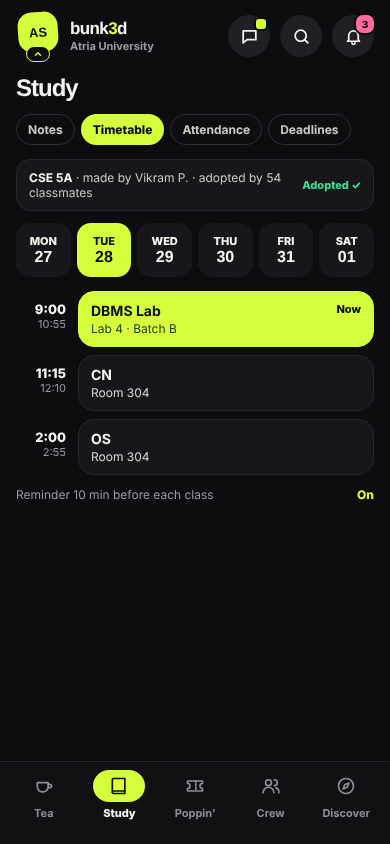 AS
bunk3d
Atria University
3
Study
Notes
Timetable
Attendance
Deadlines
CSE 5A · made by Vikram P. · adopted by 54
classmates
Adopted ✓
MON
27
TUE
28
WED
29
THU
30
FRI
31
SAT
01
9:00
10:55
DBMS Lab
Now
Lab 4 · Batch B
11:15
12:10
CN
Room 304
2:00
2:55
OS
Room 304
Reminder 10 min before each class
On
Tea
Study
Poppin’
Crew
Discover